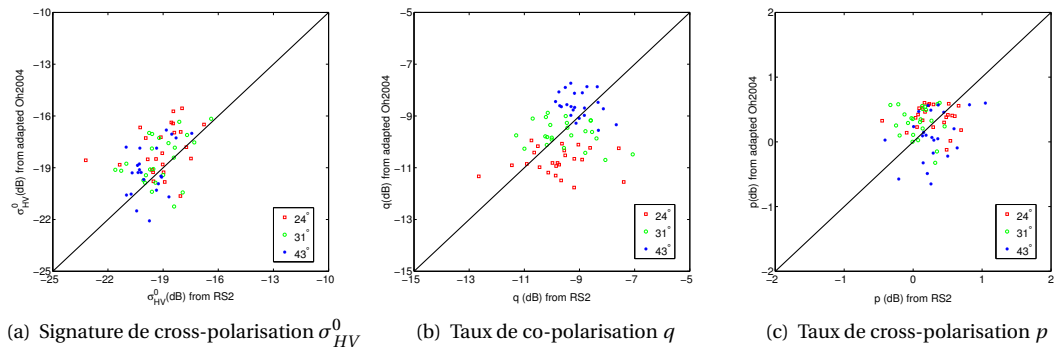 −10
−13
−16
−19
−22
−25
σ⁰HV(dB) from adapted Oh2004
24°
31°
43°
−25 −22 −19 −16 −13 −10
σ⁰HV(dB) from RS2
(a) Signature de cross-polarisation σ⁰HV
−5
−7
−9
−11
−13
−15
q(dB) from adapted Oh2004
24°
31°
43°
−15 −13 −11 −9 −7 −5
q (dB) from RS2
(b) Taux de co-polarisation q
2
1
0
−1
−2
p(dB) from adapted Oh2004
24°
31°
43°
−2 −1 0 1 2
p (dB) from RS2
(c) Taux de cross-polarisation p